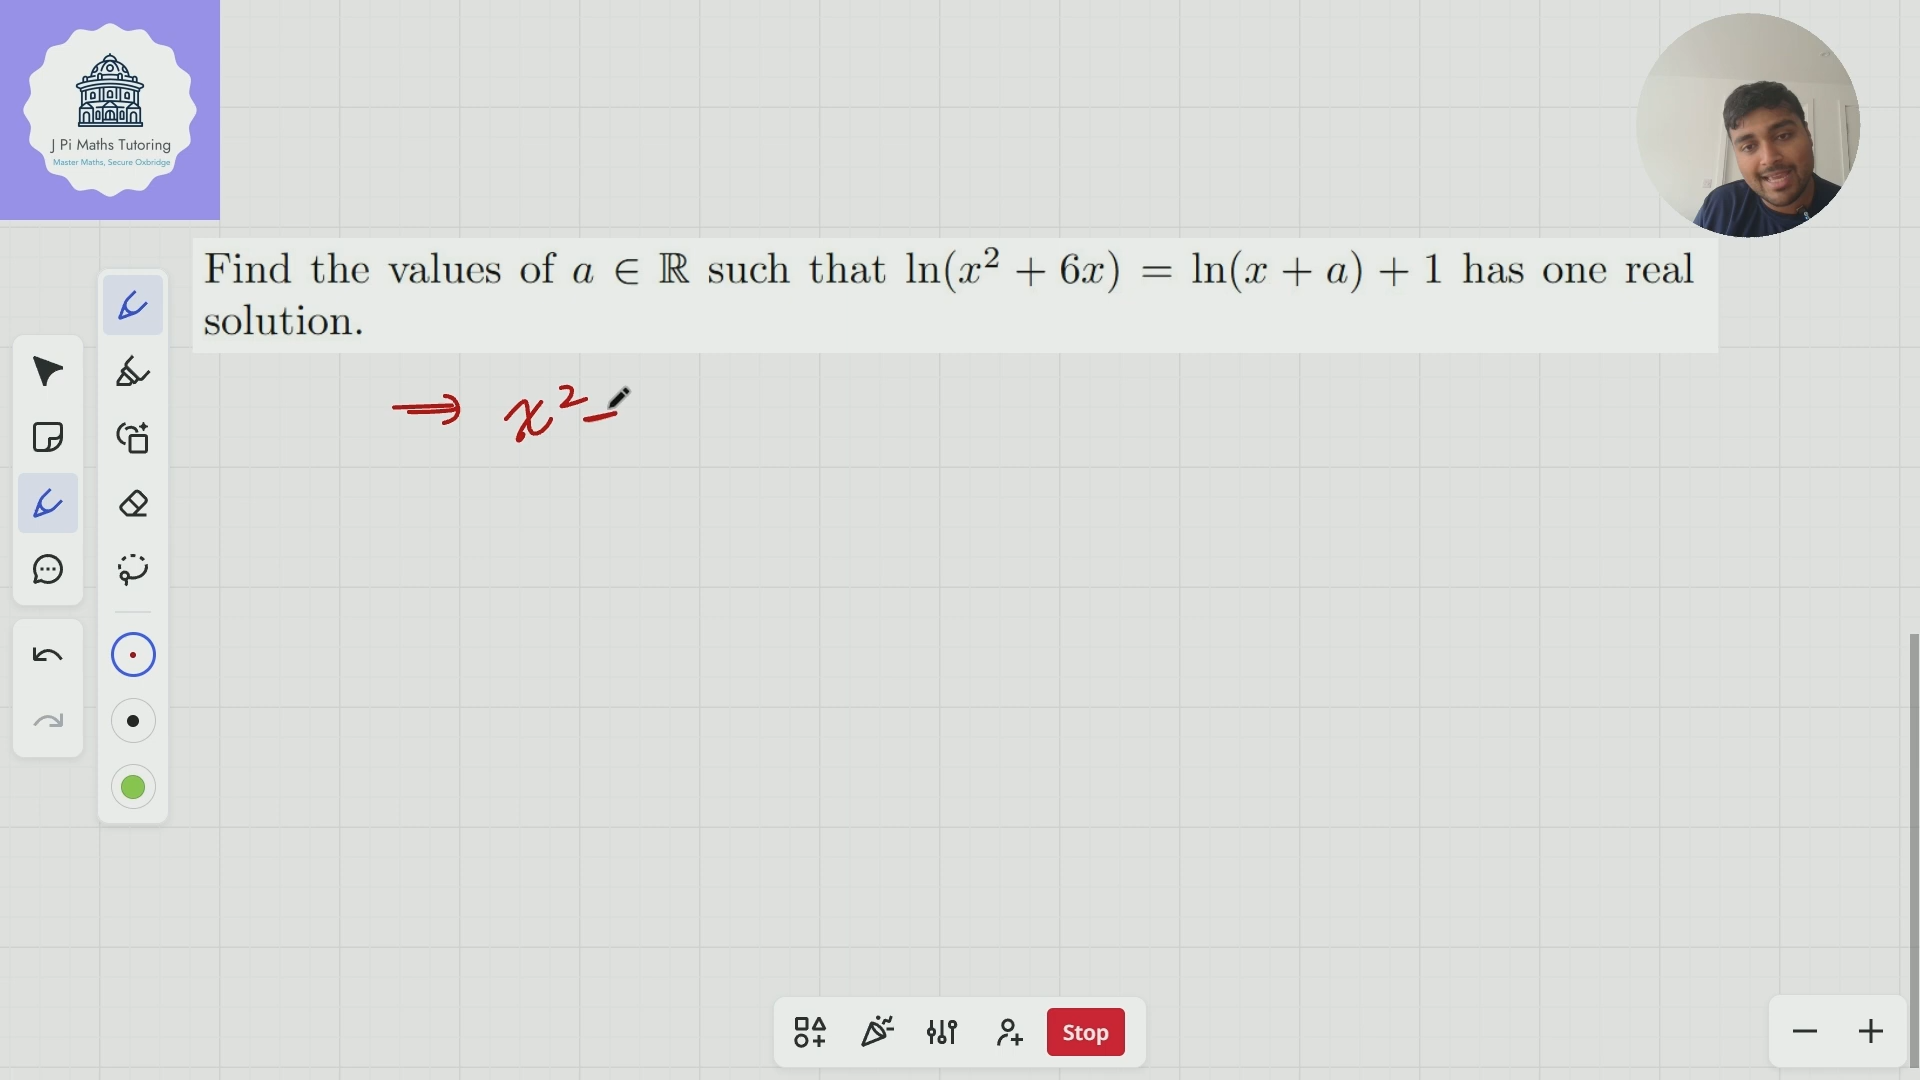 J Pi Maths Tutoring
Master Maths, Secure Oxbridge
Find the values of a ∈ ℝ such that ln(x² + 6x) = ln(x + a) + 1 has one real
solution.
⇒ x² –
Stop